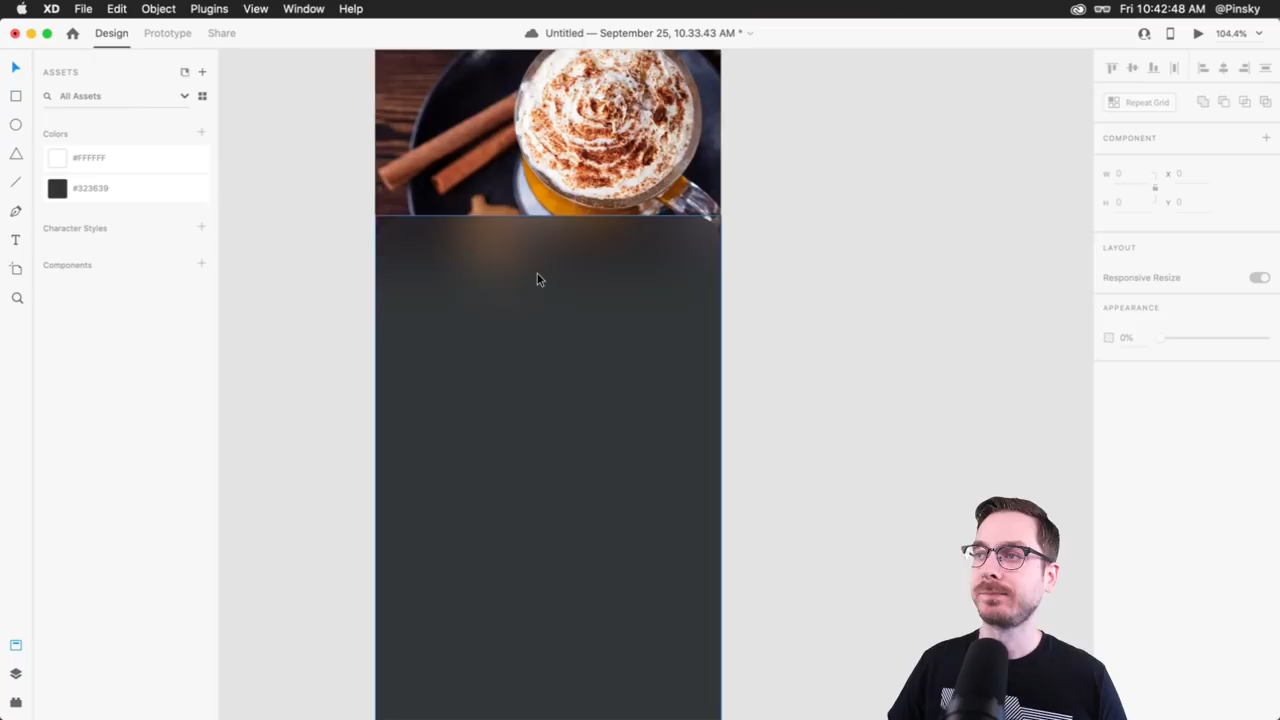 XD File Edit Object Plugins View Window Help
Fri 10:42:48 AM @Pinsky
Design Prototype Share
Untitled — September 25, 10.33.43 AM *
104.4%
ASSETS
All Assets
Colors
#FFFFFF
#323639
Character Styles
Components
Repeat Grid
COMPONENT
W 0 X 0
H 0 Y 0
LAYOUT
Responsive Resize
APPEARANCE
0%